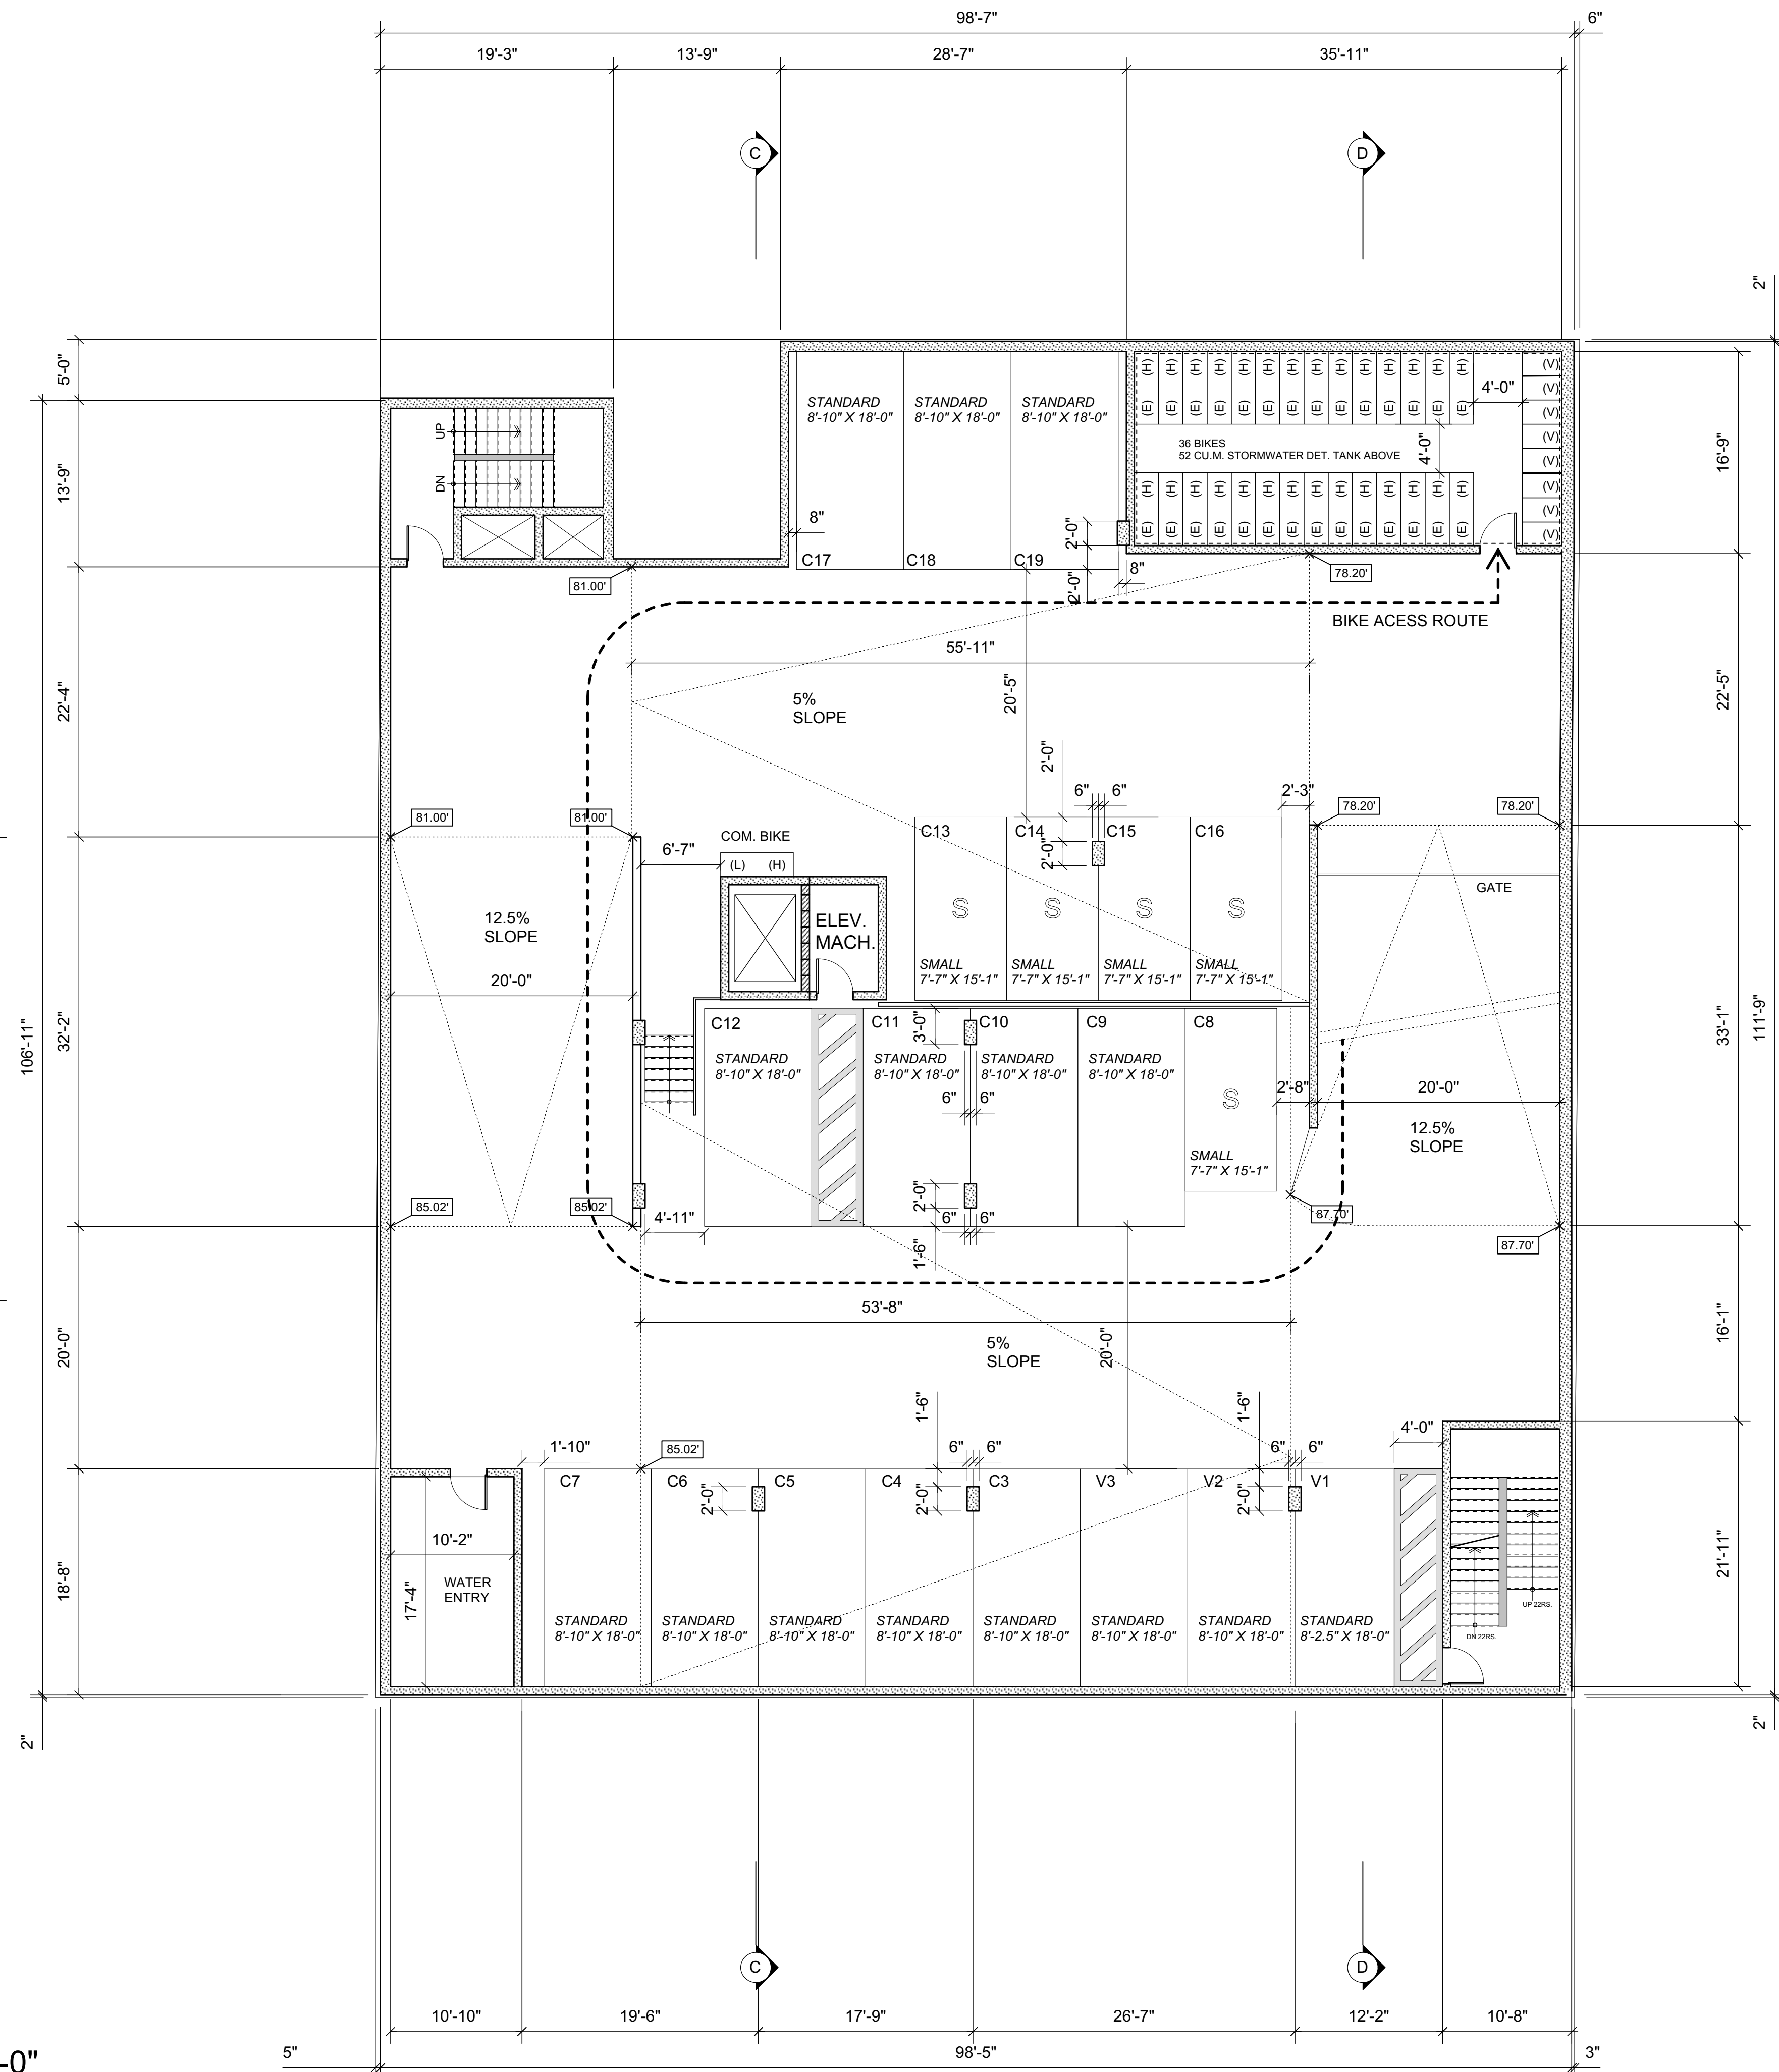 98'-7"
6"
19'-3"
13'-9"
28'-7"
35'-11"
C
D
2"
5'-0"
13'-9"
22'-4"
32'-2"
20'-0"
18'-8"
106'-11"
2"
16'-9"
22'-5"
33'-1"
16'-1"
21'-11"
111'-9"
2"
UP
DN
STANDARD
8'-10" X 18'-0"
STANDARD
8'-10" X 18'-0"
STANDARD
8'-10" X 18'-0"
8"
C17
C18
C19
2'-0"
2'-0"
8"
(H) (H) (H) (H) (H) (H) (H) (H) (H) (H) (H) (H) (H) (H)
(E) (E) (E) (E) (E) (E) (E) (E) (E) (E) (E) (E) (E) (E)
4'-0"
36 BIKES
52 CU.M. STORMWATER DET. TANK ABOVE
4'-0"
(H) (H) (H) (H) (H) (H) (H) (H) (H) (H) (H) (H) (H) (H)
(E) (E) (E) (E) (E) (E) (E) (E) (E) (E) (E) (E) (E) (E)
(V)
(V)
(V)
(V)
(V)
(V)
(V)
(V)
81.00'
78.20'
BIKE ACESS ROUTE
55'-11"
20'-5"
5%
SLOPE
2'-0"
6"
6"
2'-3"
78.20'
78.20'
81.00'
81.00'
COM. BIKE
(L)
(H)
6'-7"
C13
C14
C15
C16
2'-0"
GATE
12.5%
SLOPE
20'-0"
ELEV.
MACH.
S
S
S
S
SMALL
7'-7" X 15'-1"
SMALL
7'-7" X 15'-1"
SMALL
7'-7" X 15'-1"
SMALL
7'-7" X 15'-1"
C12
C11
3'-0"
C10
C9
C8
STANDARD
8'-10" X 18'-0"
STANDARD
8'-10" X 18'-0"
STANDARD
8'-10" X 18'-0"
STANDARD
8'-10" X 18'-0"
6"
6"
S
2'-8"
20'-0"
12.5%
SLOPE
SMALL
7'-7" X 15'-1"
2'-0"
85.02'
85.02'
4'-11"
6"
6"
1'-6"
87.70'
87.70'
53'-8"
5%
SLOPE
20'-0"
1'-6"
1'-6"
4'-0"
1'-10"
85.02'
6"
6"
6"
6"
C7
C6
C5
C4
C3
V3
V2
V1
2'-0"
2'-0"
2'-0"
10'-2"
17'-4"
WATER
ENTRY
STANDARD
8'-10" X 18'-0"
STANDARD
8'-10" X 18'-0"
STANDARD
8'-10" X 18'-0"
STANDARD
8'-10" X 18'-0"
STANDARD
8'-10" X 18'-0"
STANDARD
8'-10" X 18'-0"
STANDARD
8'-10" X 18'-0"
STANDARD
8'-2.5" X 18'-0"
UP 22RS.
DN 22RS.
2"
C
D
10'-10"
19'-6"
17'-9"
26'-7"
12'-2"
10'-8"
5"
98'-5"
3"
-0"